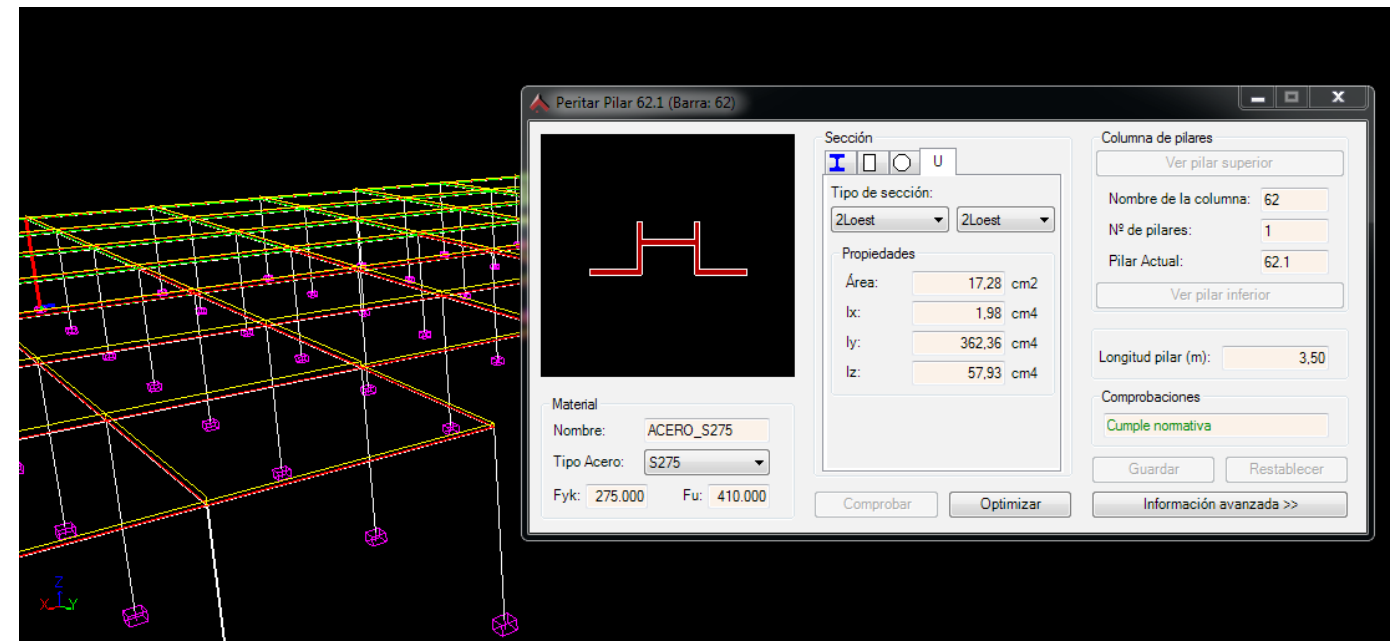 Peritar Pilar 62.1 (Barra: 62)
Sección
U
Tipo de sección:
2Loest 2Loest
Propiedades
Área: 17,28 cm2
Ix: 1,98 cm4
Iy: 362,36 cm4
Iz: 57,93 cm4
Material
Nombre: ACERO_S275
Tipo Acero: S275
Fyk: 275.000 Fu: 410.000
Comprobar Optimizar
Columna de pilares
Ver pilar superior
Nombre de la columna: 62
Nº de pilares: 1
Pilar Actual: 62.1
Ver pilar inferior
Longitud pilar (m): 3,50
Comprobaciones
Cumple normativa
Guardar Restablecer
Información avanzada >>
Z
X Y